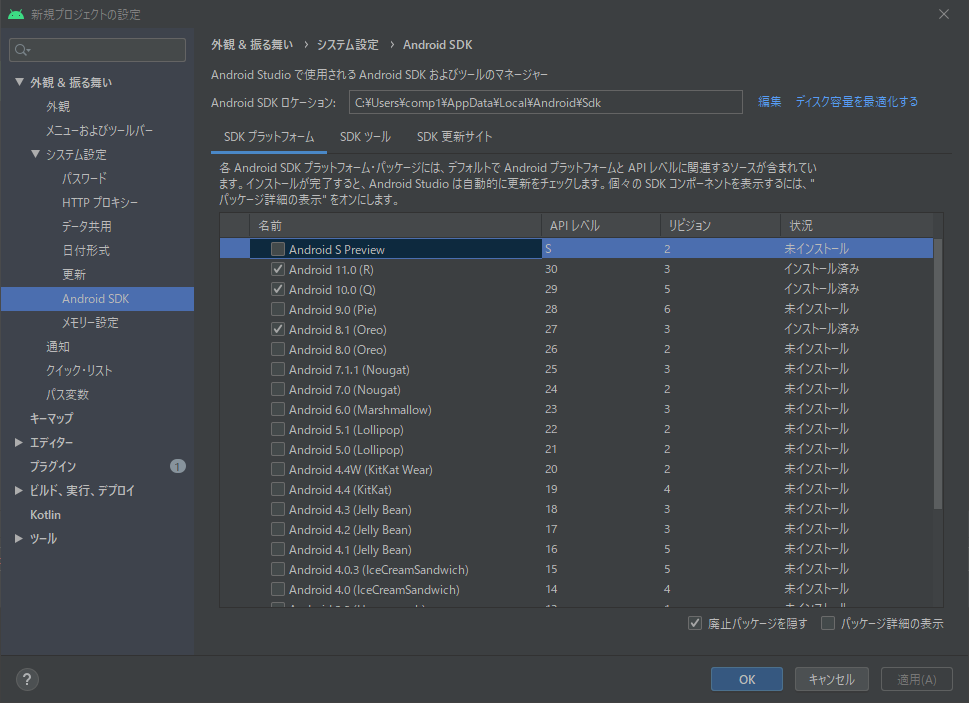 新規プロジェクトの設定
外観 & 振る舞い
外観
メニューおよびツールバー
システム設定
パスワード
HTTP プロキシー
データ共用
日付形式
更新
Android SDK
メモリー設定
通知
クイック・リスト
パス変数
キーマップ
エディター
プラグイン 1
ビルド、実行、デプロイ
Kotlin
ツール
外観 & 振る舞い › システム設定 › Android SDK
Android Studio で使用される Android SDK およびツールのマネージャー
Android SDK ロケーション: C:¥Users¥comp1¥AppData¥Local¥Android¥Sdk 編集 ディスク容量を最適化する
SDK プラットフォーム SDK ツール SDK 更新サイト
各 Android SDK プラットフォーム・パッケージには、デフォルトで Android プラットフォームと API レベルに関連するソースが含まれてい
ます。インストールが完了すると、Android Studio は自動的に更新をチェックします。個々の SDK コンポーネントを表示するには、"
パッケージ詳細の表示" をオンにします。
名前 API レベル リビジョン 状況
Android S Preview S 2 未インストール
Android 11.0 (R) 30 3 インストール済み
Android 10.0 (Q) 29 5 インストール済み
Android 9.0 (Pie) 28 6 未インストール
Android 8.1 (Oreo) 27 3 インストール済み
Android 8.0 (Oreo) 26 2 未インストール
Android 7.1.1 (Nougat) 25 3 未インストール
Android 7.0 (Nougat) 24 2 未インストール
Android 6.0 (Marshmallow) 23 3 未インストール
Android 5.1 (Lollipop) 22 2 未インストール
Android 5.0 (Lollipop) 21 2 未インストール
Android 4.4W (KitKat Wear) 20 2 未インストール
Android 4.4 (KitKat) 19 4 未インストール
Android 4.3 (Jelly Bean) 18 3 未インストール
Android 4.2 (Jelly Bean) 17 3 未インストール
Android 4.1 (Jelly Bean) 16 5 未インストール
Android 4.0.3 (IceCreamSandwich) 15 5 未インストール
Android 4.0 (IceCreamSandwich) 14 4 未インストール
廃止パッケージを隠す パッケージ詳細の表示
? OK キャンセル 適用(A)